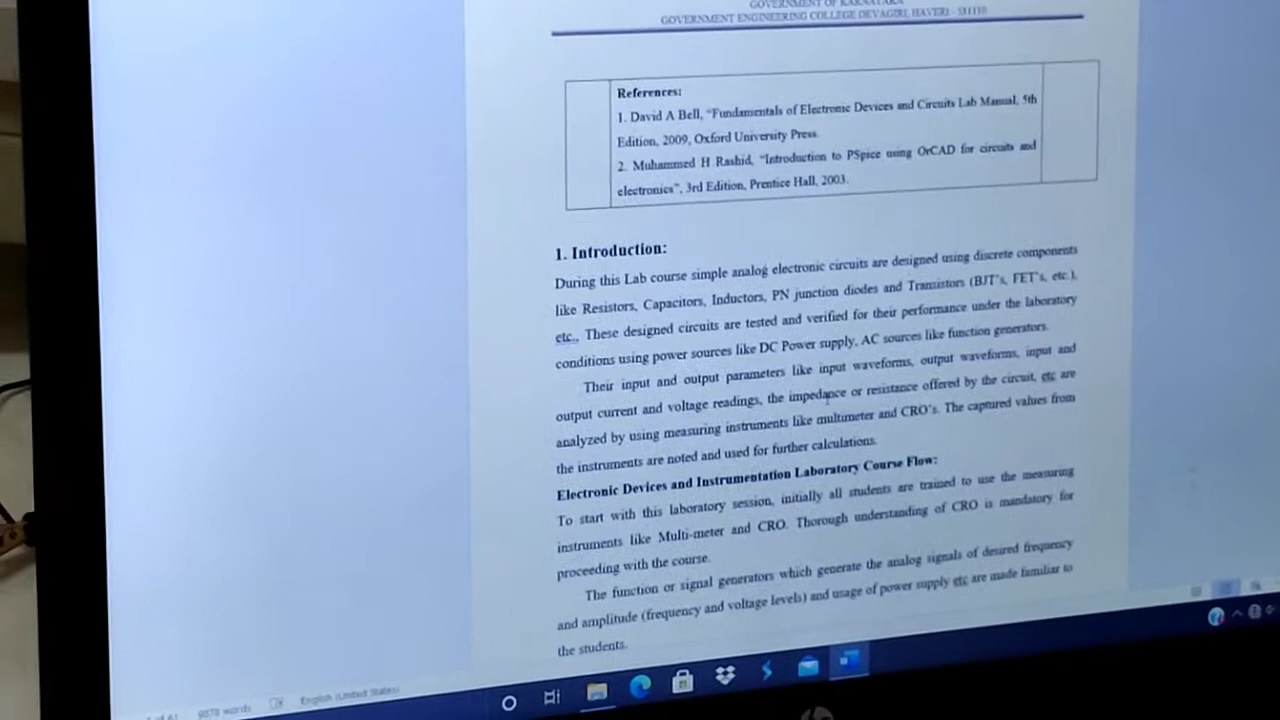 GOVERNMENT OF KARNATAKA
GOVERNMENT ENGINEERING COLLEGE DEVAGIRI, HAVERI - 581110
References:
1. David A Bell, “Fundamentals of Electronic Devices and Circuits Lab Manual, 5th
Edition, 2009, Oxford University Press.
2. Muhammed H Rashid, “Introduction to PSpice using OrCAD for circuits and
electronics”, 3rd Edition, Prentice Hall, 2003.
1. Introduction:
During this Lab course simple analog electronic circuits are designed using discrete components
like Resistors, Capacitors, Inductors, PN junction diodes and Transistors (BJT’s, FET’s, etc.),
etc., These designed circuits are tested and verified for their performance under the laboratory
conditions using power sources like DC Power supply, AC sources like function generators.
Their input and output parameters like input waveforms, output waveforms, input and
output current and voltage readings, the impedance or resistance offered by the circuit, etc are
analyzed by using measuring instruments like multimeter and CRO’s. The captured values from
the instruments are noted and used for further calculations.
Electronic Devices and Instrumentation Laboratory Course Flow:
To start with this laboratory session, initially all students are trained to use the measuring
instruments like Multi-meter and CRO. Thorough understanding of CRO is mandatory for
proceeding with the course.
The function or signal generators which generate the analog signals of desired frequency
and amplitude (frequency and voltage levels) and usage of power supply etc are made familiar to
the students.
of 61 9578 words English (United States)